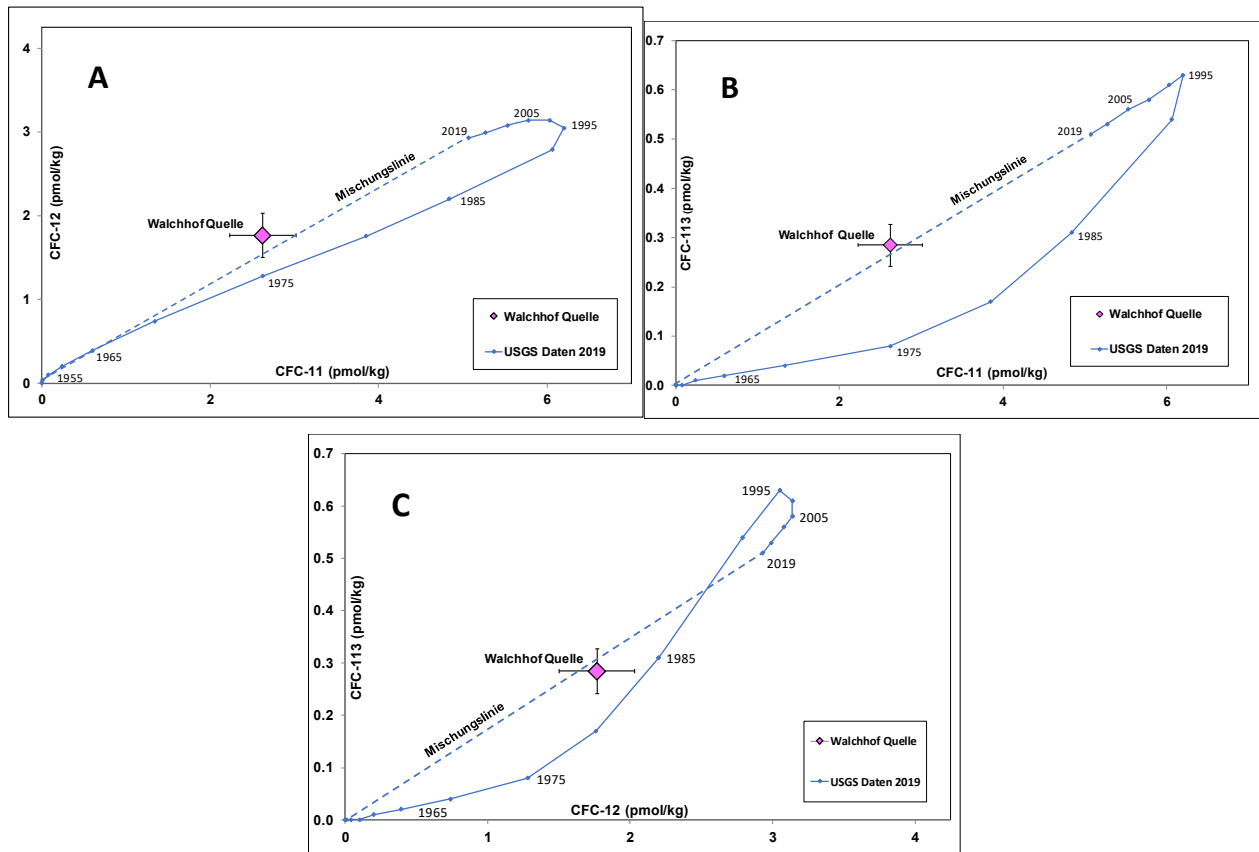 A
CFC-12 (pmol/kg)
4
3
2
1
0
0
2
4
6
CFC-11 (pmol/kg)
2019
2005
1995
Mischungslinie
1985
Walchhof Quelle
1975
1965
1955
Walchhof Quelle
USGS Daten 2019
B
CFC-113 (pmol/kg)
0.7
0.6
0.5
0.4
0.3
0.2
0.1
0.0
0
2
4
6
CFC-11 (pmol/kg)
1995
2005
2019
Mischungslinie
Walchhof Quelle
1985
1975
1965
Walchhof Quelle
USGS Daten 2019
C
CFC-113 (pmol/kg)
0.7
0.6
0.5
0.4
0.3
0.2
0.1
0.0
0
1
2
3
4
CFC-12 (pmol/kg)
1995
2005
2019
Walchhof Quelle
1985
Mischungslinie
1975
1965
Walchhof Quelle
USGS Daten 2019